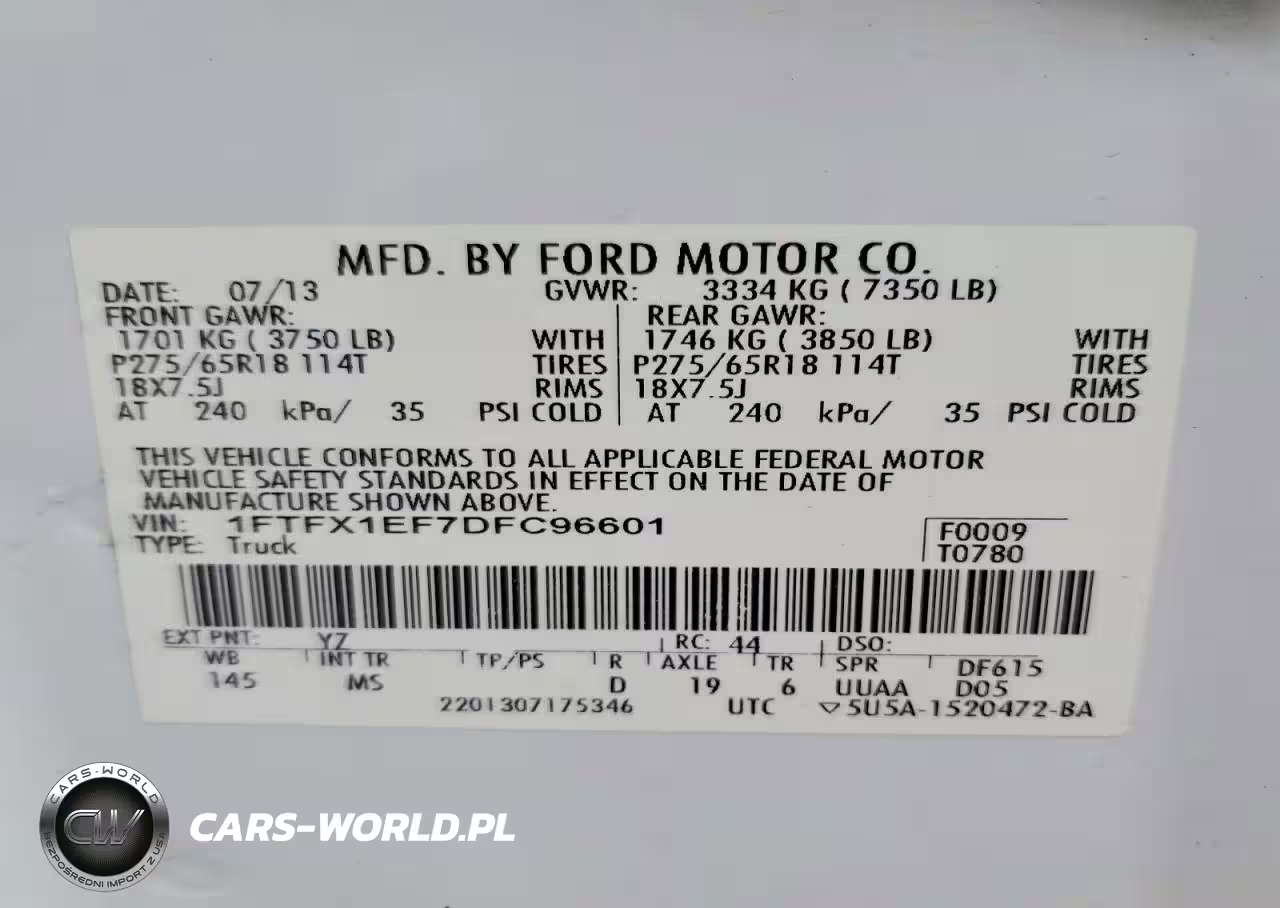 MFD. BY FORD MOTOR CO.
DATE: 07/13 GVWR: 3334 KG ( 7350 LB)
FRONT GAWR: REAR GAWR:
1701 KG ( 3750 LB) WITH 1746 KG ( 3850 LB) WITH
P275/65R18 114T TIRES P275/65R18 114T TIRES
18X7.5J RIMS 18X7.5J RIMS
AT 240 kPa/ 35 PSI COLD AT 240 kPa/ 35 PSI COLD
THIS VEHICLE CONFORMS TO ALL APPLICABLE FEDERAL MOTOR
VEHICLE SAFETY STANDARDS IN EFFECT ON THE DATE OF
MANUFACTURE SHOWN ABOVE.
VIN: 1FTFX1EF7DFC96601 F0009
TYPE: Truck T0780
EXT PNT: YZ RC: 44 DSO:
WB INT TR TP/PS R AXLE TR SPR DF615
145 MS D 19 6 UUAA D05
2201307175346 UTC ▽5U5A-1520472-BA
CARS-WORLD
CW
BEZPOŚREDNI IMPORT Z USA
CARS-WORLD.PL